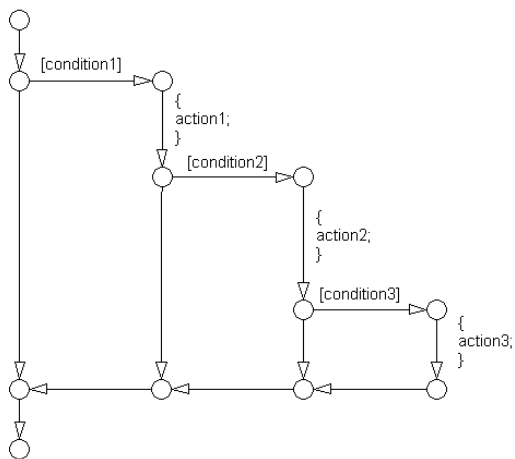 [condition1]
{
action1;
}
[condition2]
{
action2;
}
[condition3]
{
action3;
}